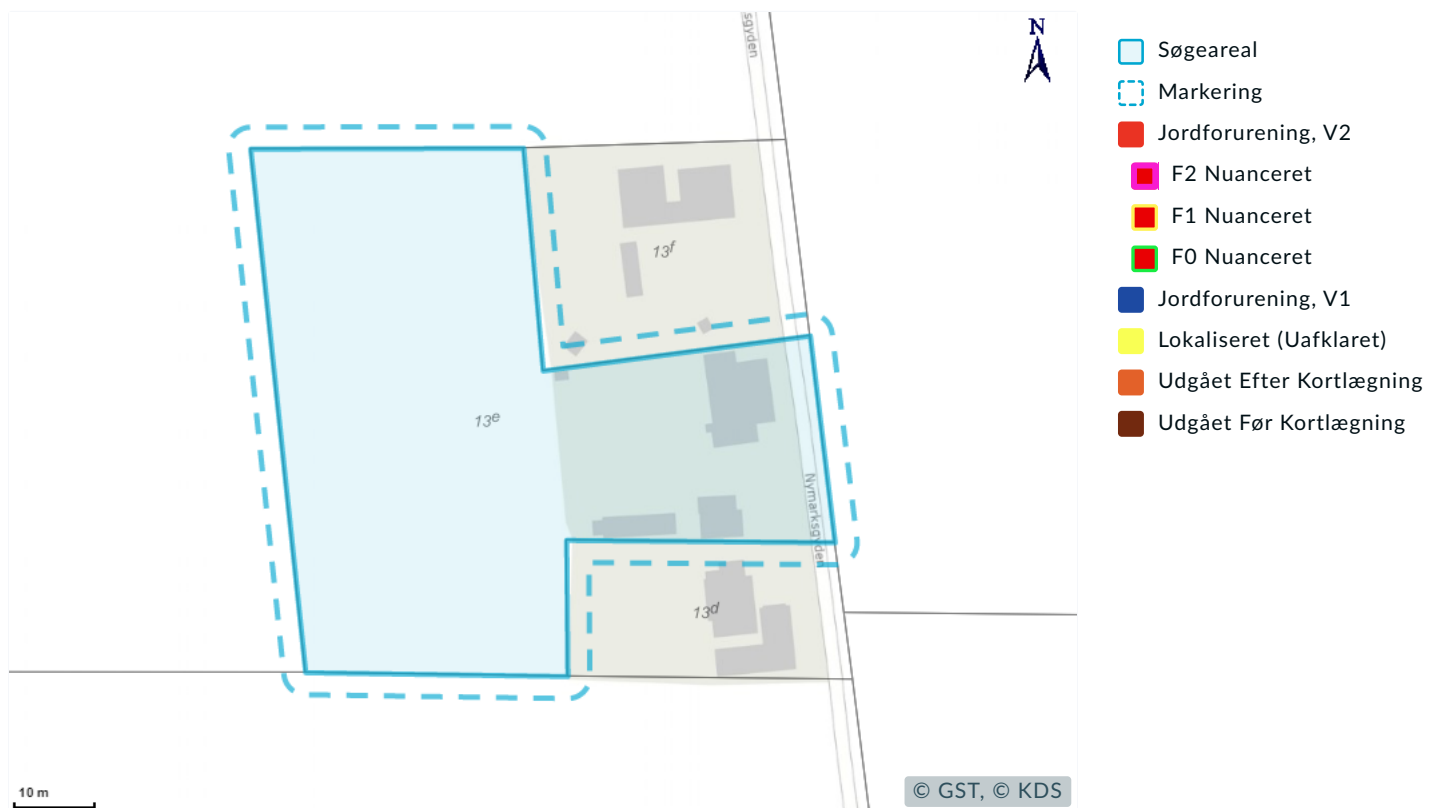 sgyden
N
13f
13e
Nymarksgyden
13d
10 m
© GST, © KDS
Søgeareal
Markering
Jordforurening, V2
F2 Nuanceret
F1 Nuanceret
F0 Nuanceret
Jordforurening, V1
Lokaliseret (Uafklaret)
Udgået Efter Kortlægning
Udgået Før Kortlægning